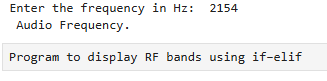 Enter the frequency in Hz:  2154
 Audio Frequency.
Program to display RF bands using if–elif